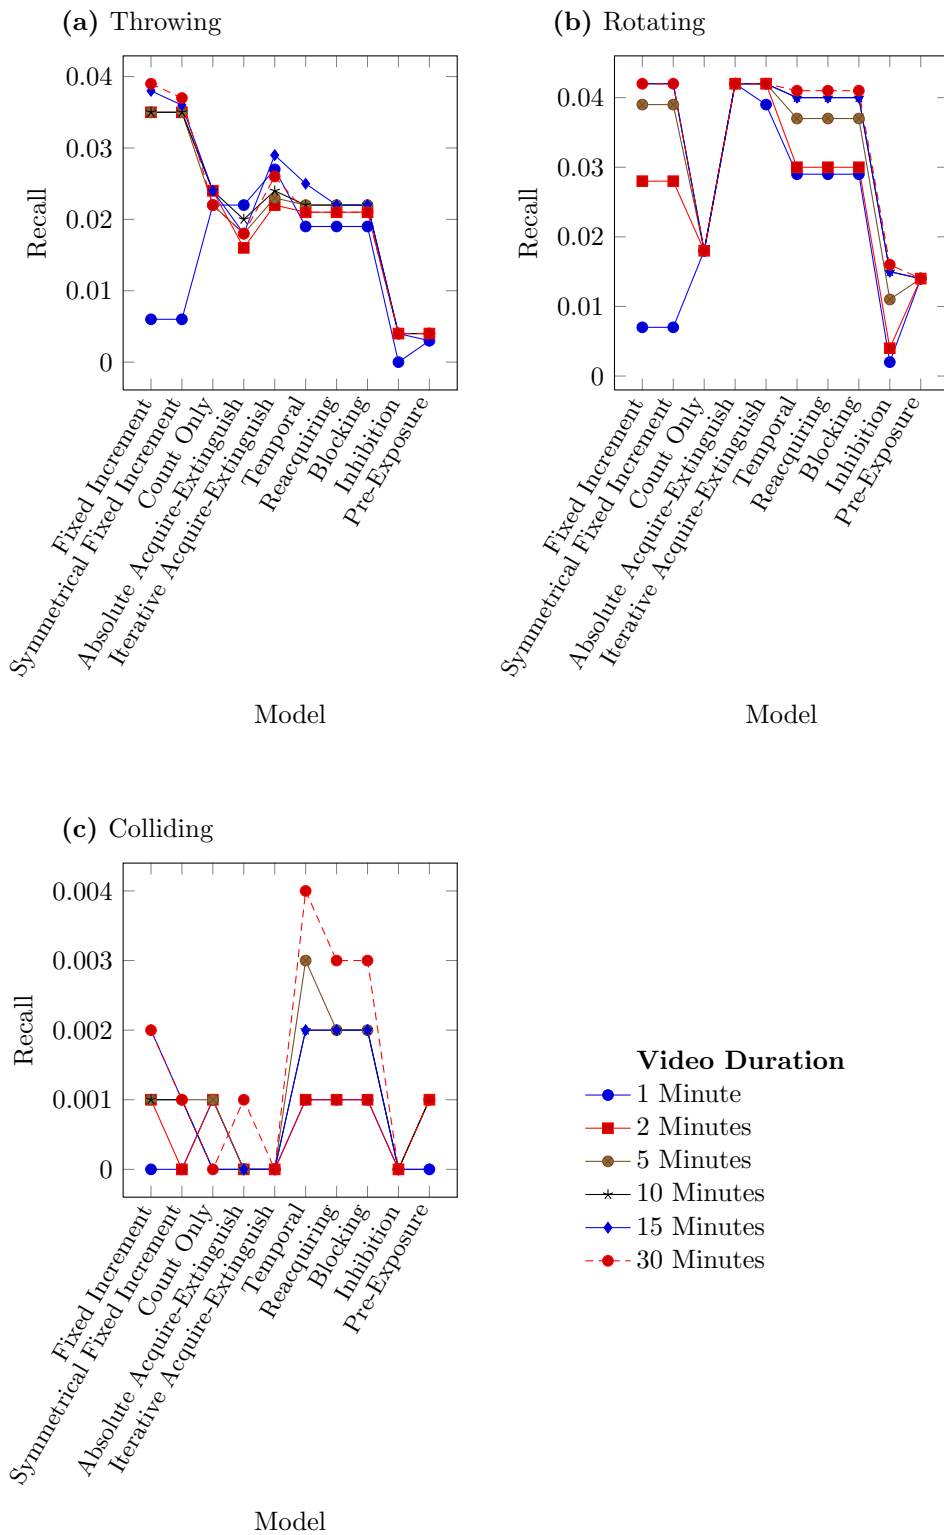 (a) Throwing
0.04
0.03
0.02
0.01
0
Recall
Fixed Increment
Symmetrical Fixed Increment
Count Only
Absolute Acquire-Extinguish
Iterative Acquire-Extinguish
Temporal
Reacquiring
Blocking
Inhibition
Pre-Exposure
Model
(b) Rotating
0.04
0.03
0.02
0.01
0
Recall
Fixed Increment
Symmetrical Fixed Increment
Count Only
Absolute Acquire-Extinguish
Iterative Acquire-Extinguish
Temporal
Reacquiring
Blocking
Inhibition
Pre-Exposure
Model
(c) Colliding
0.004
0.003
0.002
0.001
0
Recall
Fixed Increment
Symmetrical Fixed Increment
Count Only
Absolute Acquire-Extinguish
Iterative Acquire-Extinguish
Temporal
Reacquiring
Blocking
Inhibition
Pre-Exposure
Model
Video Duration
1 Minute
2 Minutes
5 Minutes
10 Minutes
15 Minutes
30 Minutes